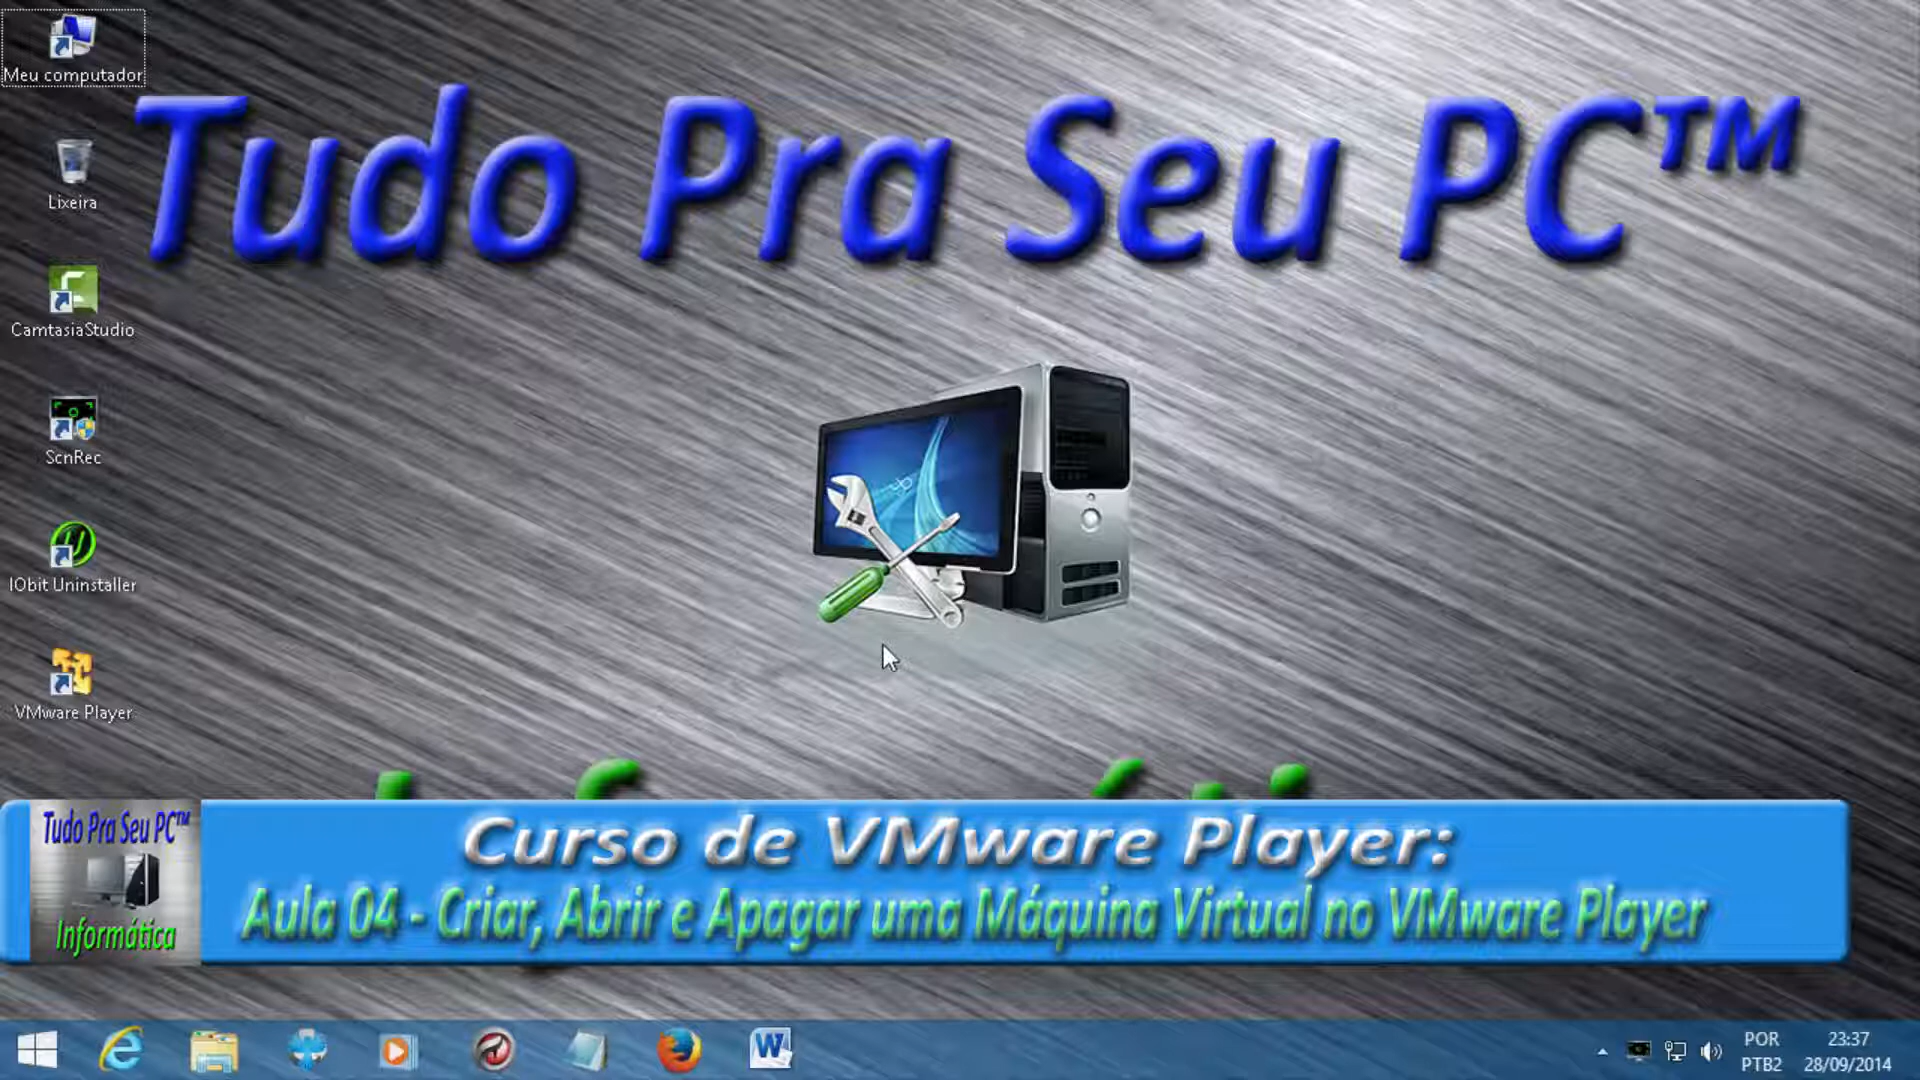 Meu computador
Tudo Pra Seu PC™
Lixeira
CamtasiaStudio
ScnRec
IObit Uninstaller
VMware Player
Tudo Pra Seu PC™
Informática
Curso de VMware Player:
Aula 04 - Criar, Abrir e Apagar uma Máquina Virtual no VMware Player
POR
PTB2
23:37
28/09/2014